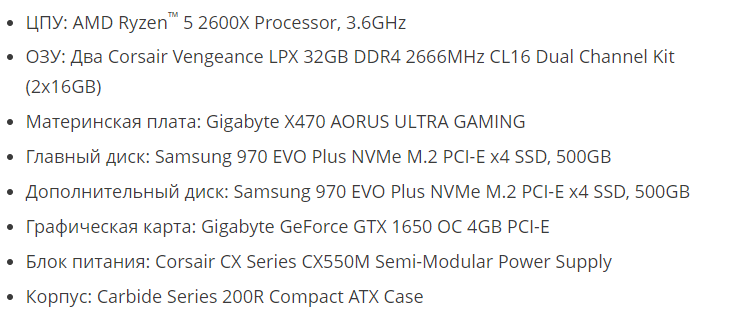 • ЦПУ: AMD Ryzen™ 5 2600X Processor, 3.6GHz
• ОЗУ: Два Corsair Vengeance LPX 32GB DDR4 2666MHz CL16 Dual Channel Kit
(2x16GB)
• Материнская плата: Gigabyte X470 AORUS ULTRA GAMING
• Главный диск: Samsung 970 EVO Plus NVMe M.2 PCI-E x4 SSD, 500GB
• Дополнительный диск: Samsung 970 EVO Plus NVMe M.2 PCI-E x4 SSD, 500GB
• Графическая карта: Gigabyte GeForce GTX 1650 OC 4GB PCI-E
• Блок питания: Corsair CX Series CX550M Semi-Modular Power Supply
• Корпус: Carbide Series 200R Compact ATX Case